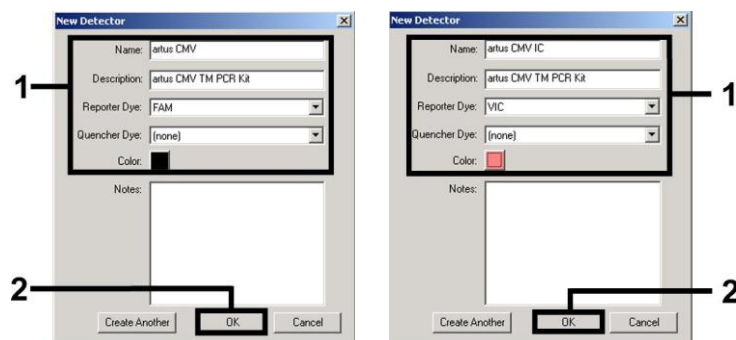 New Detector
Name: artus CMV
Description: artus CMV TM PCR Kit
Reporter Dye: FAM
Quencher Dye: (none)
Color:
Notes:
Create Another OK Cancel
1
2
New Detector
Name: artus CMV IC
Description: artus CMV TM PCR Kit
Reporter Dye: VIC
Quencher Dye: (none)
Color:
Notes:
Create Another OK Cancel
1
2